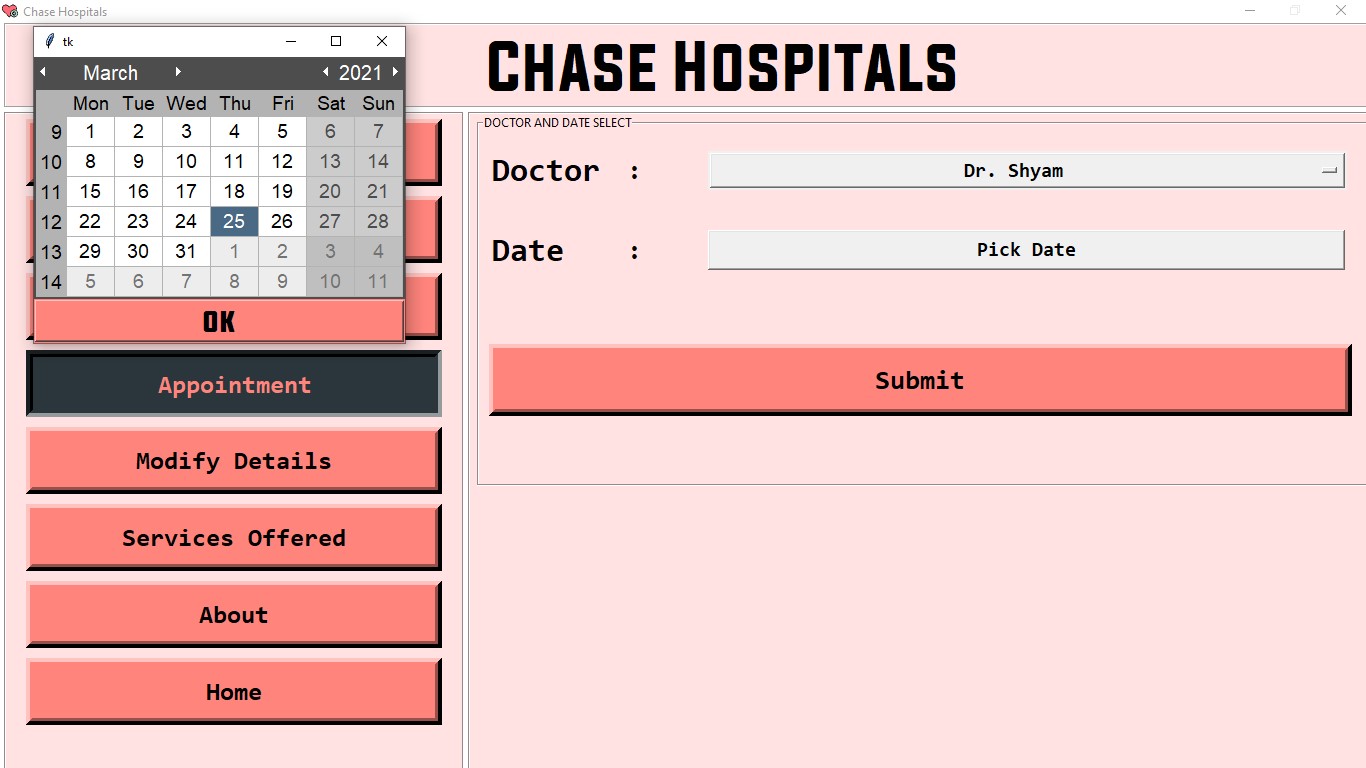 Chase Hospitals
tk
March 2021
Mon Tue Wed Thu Fri Sat Sun
9 1 2 3 4 5 6 7
10 8 9 10 11 12 13 14
11 15 16 17 18 19 20 21
12 22 23 24 25 26 27 28
13 29 30 31 1 2 3 4
14 5 6 7 8 9 10 11
OK
Appointment
Modify Details
Services Offered
About
Home
CHASE HOSPITALS
DOCTOR AND DATE SELECT
Doctor : Dr. Shyam
Date : Pick Date
Submit